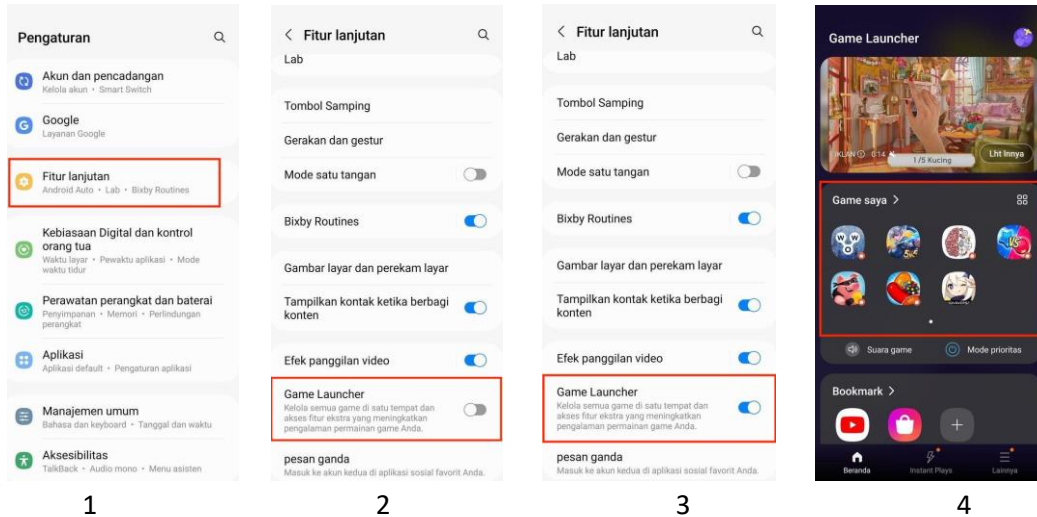 Pengaturan
Akun dan pencadangan
Kelola akun • Smart Switch
Google
Layanan Google
Fitur lanjutan
Android Auto • Lab • Bixby Routines
Kebiasaan Digital dan kontrol
orang tua
Waktu layar • Pewaktu aplikasi • Mode
waktu tidur
Perawatan perangkat dan baterai
Penyimpanan • Memori • Perlindungan
perangkat
Aplikasi
Aplikasi default • Pengaturan aplikasi
Manajemen umum
Bahasa dan keyboard • Tanggal dan waktu
Aksesibilitas
TalkBack • Audio mono • Menu asisten
1
Fitur lanjutan
Lab
Tombol Samping
Gerakan dan gestur
Mode satu tangan
Bixby Routines
Gambar layar dan perekam layar
Tampilkan kontak ketika berbagi
konten
Efek panggilan video
Game Launcher
Kelola semua game di satu tempat dan
akses fitur ekstra yang meningkatkan
pengalaman permainan game Anda.
pesan ganda
Masuk ke akun kedua di aplikasi sosial favorit Anda.
2
Fitur lanjutan
Lab
Tombol Samping
Gerakan dan gestur
Mode satu tangan
Bixby Routines
Gambar layar dan perekam layar
Tampilkan kontak ketika berbagi
konten
Efek panggilan video
Game Launcher
Kelola semua game di satu tempat dan
akses fitur ekstra yang meningkatkan
pengalaman permainan game Anda.
pesan ganda
Masuk ke akun kedua di aplikasi sosial favorit Anda.
3
Game Launcher
IKLAN 0:14
1/5 Kucing
Lht lnnya
Game saya
Suara game
Mode prioritas
Bookmark
Beranda
Instant Plays
Lainnya
4